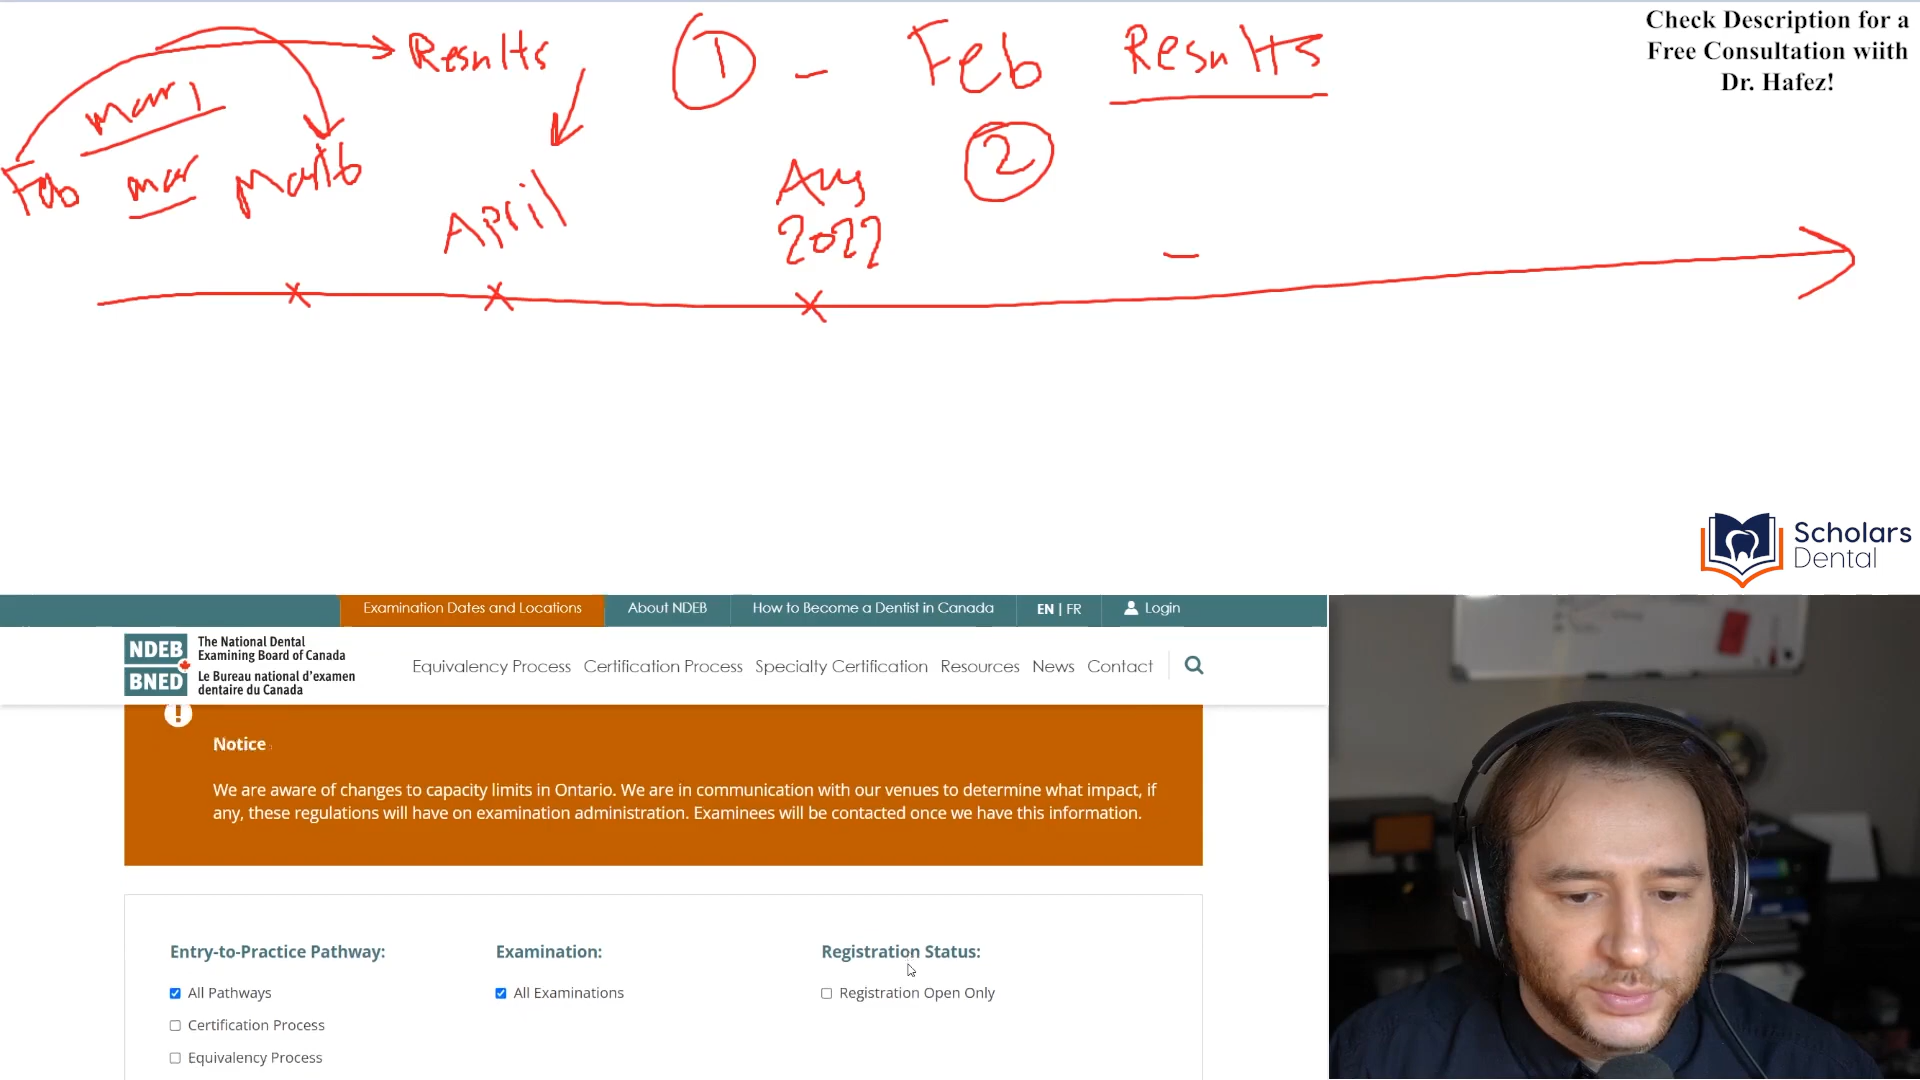 Check Description for a
Free Consultation wiith
Dr. Hafez!
Results
1 - Feb Results
mar 1
2
Feb mar Mar16
April
Aug
2022
-
Scholars
Dental
Examination Dates and Locations
About NDEB
How to Become a Dentist in Canada
EN | FR
Login
NDEB
BNED
The National Dental
Examining Board of Canada
Le Bureau national d'examen
dentaire du Canada
Equivalency Process
Certification Process
Specialty Certification
Resources
News
Contact
Notice
We are aware of changes to capacity limits in Ontario. We are in communication with our venues to determine what impact, if
any, these regulations will have on examination administration. Examinees will be contacted once we have this information.
Entry-to-Practice Pathway:
All Pathways
Certification Process
Equivalency Process
Examination:
All Examinations
Registration Status:
Registration Open Only